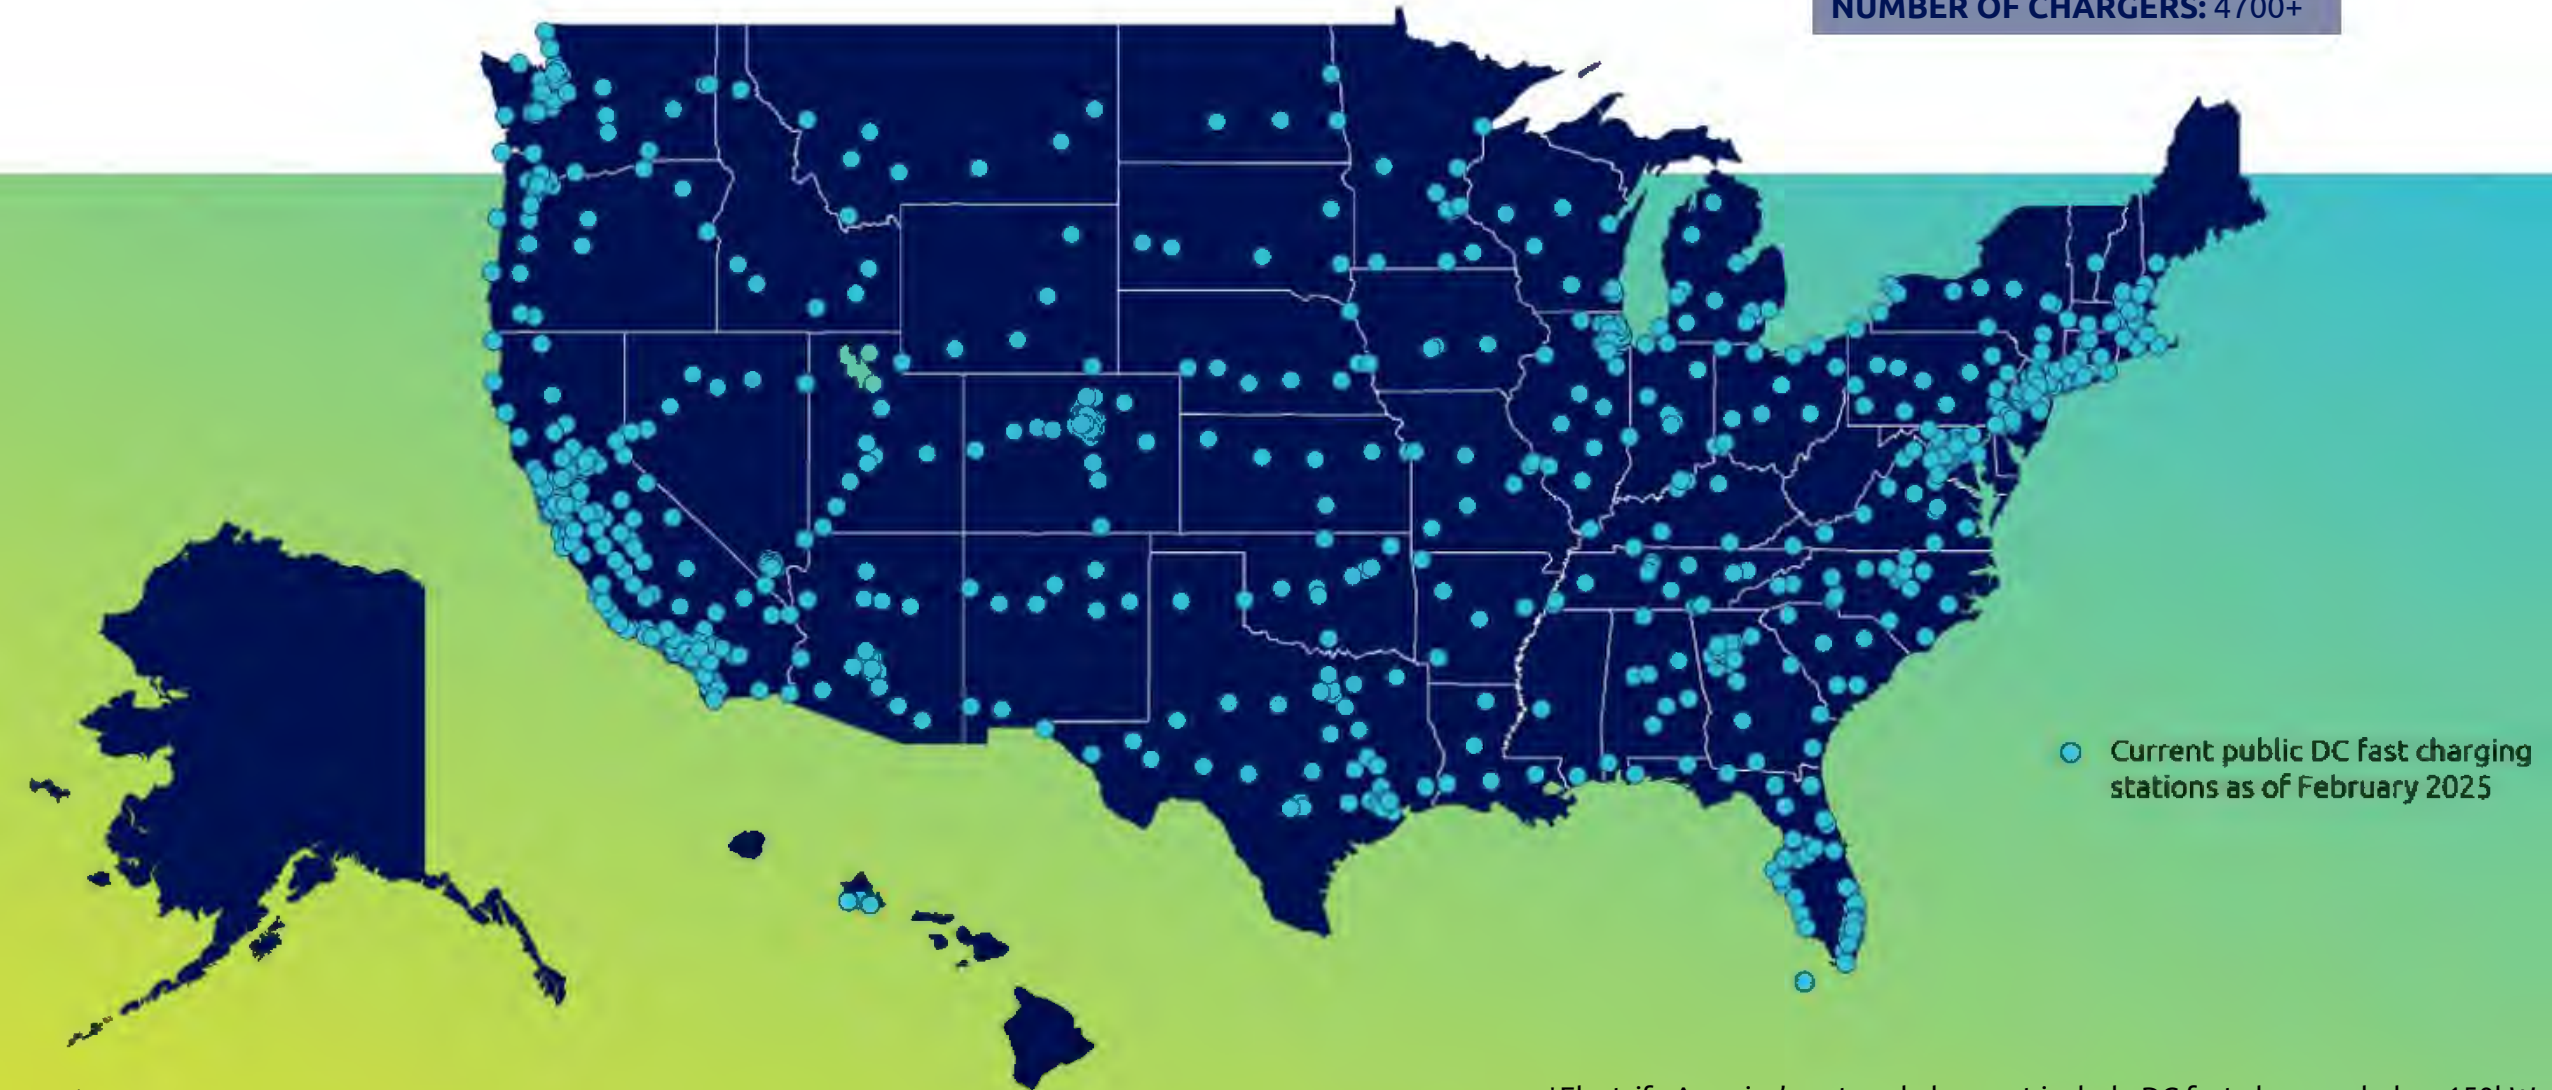 NUMBER OF CHARGERS: 4700+
Current public DC fast charging
stations as of February 2025